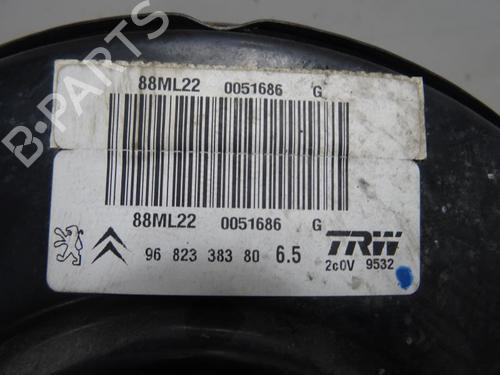 88ML22 0051686 G
88ML22 0051686 G
96 823 383 80 6.5
TRW
2c0V 9532
B-PARTS